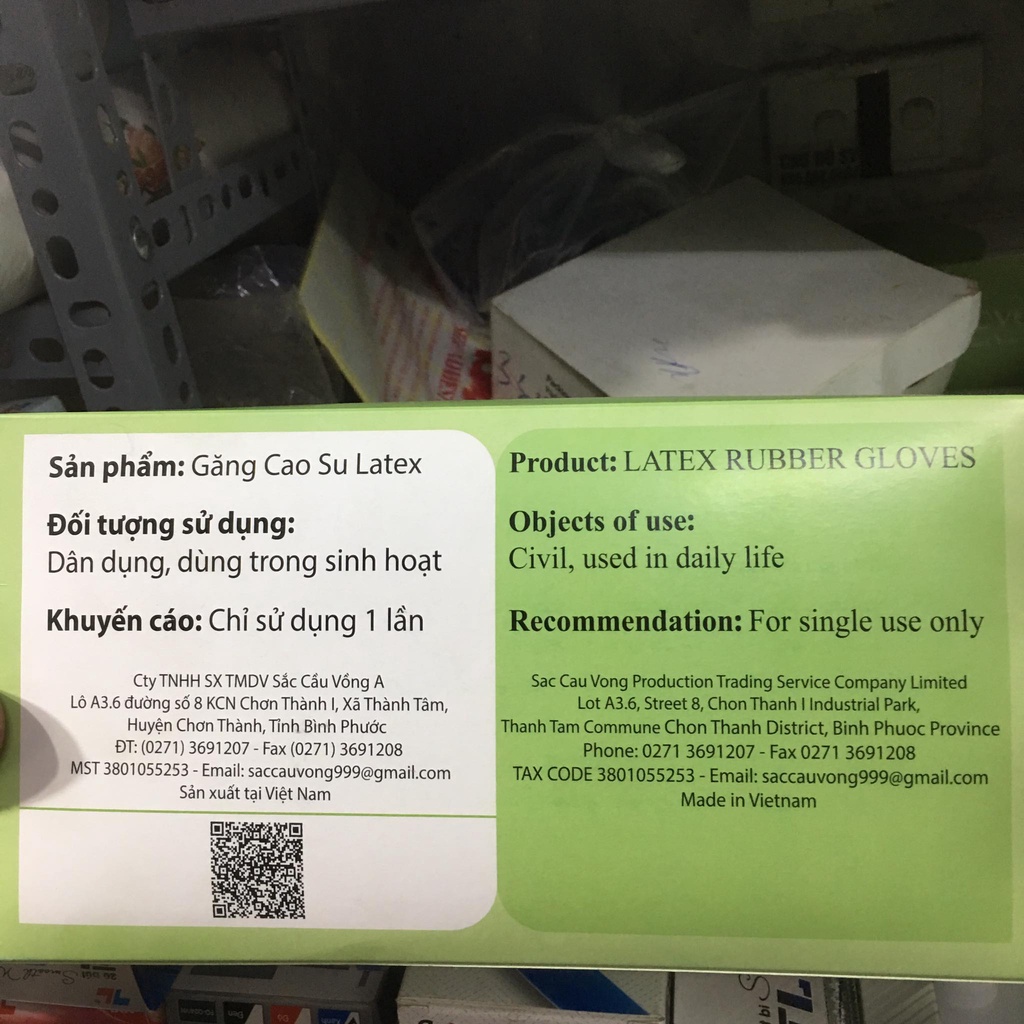 Sản phẩm: Găng Cao Su Latex
Đối tượng sử dụng:
Dân dụng, dùng trong sinh hoạt
Khuyến cáo: Chỉ sử dụng 1 lần
Cty TNHH SX TMDV Sắc Cầu Vồng A
Lô A3.6 đường số 8 KCN Chơn Thành I, Xã Thành Tâm,
Huyện Chơn Thành, Tỉnh Bình Phước
ĐT: (0271) 3691207 - Fax (0271) 3691208
MST 3801055253 - Email: saccauvong999@gmail.com
Sản xuất tại Việt Nam
Product: LATEX RUBBER GLOVES
Objects of use:
Civil, used in daily life
Recommendation: For single use only
Sac Cau Vong Production Trading Service Company Limited
Lot A3.6, Street 8, Chon Thanh I Industrial Park,
Thanh Tam Commune Chon Thanh District, Binh Phuoc Province
Phone: 0271 3691207 - Fax 0271 3691208
TAX CODE 3801055253 - Email: saccauvong999@gmail.com
Made in Vietnam